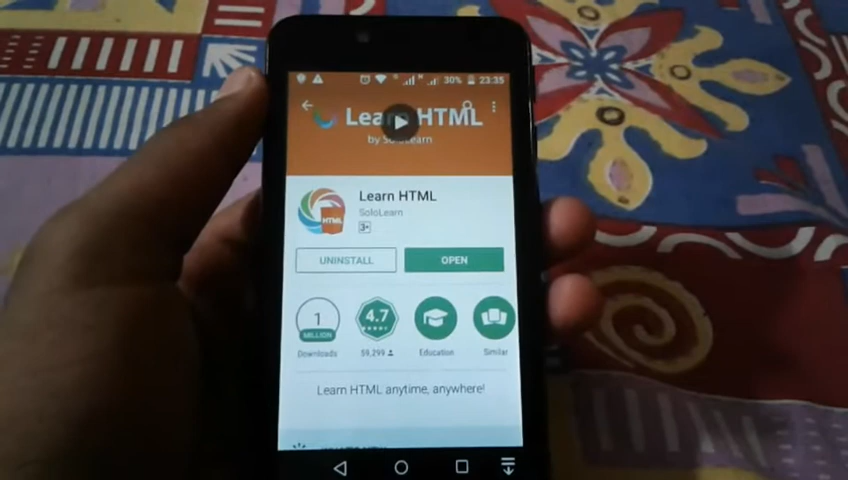 30% 23:35
Learn HTML
by SoloLearn
HTML
Learn HTML
SoloLearn
3+
UNINSTALL
OPEN
1 4.7
MILLION
Downloads 59,299 Education Similar
Learn HTML anytime, anywhere!